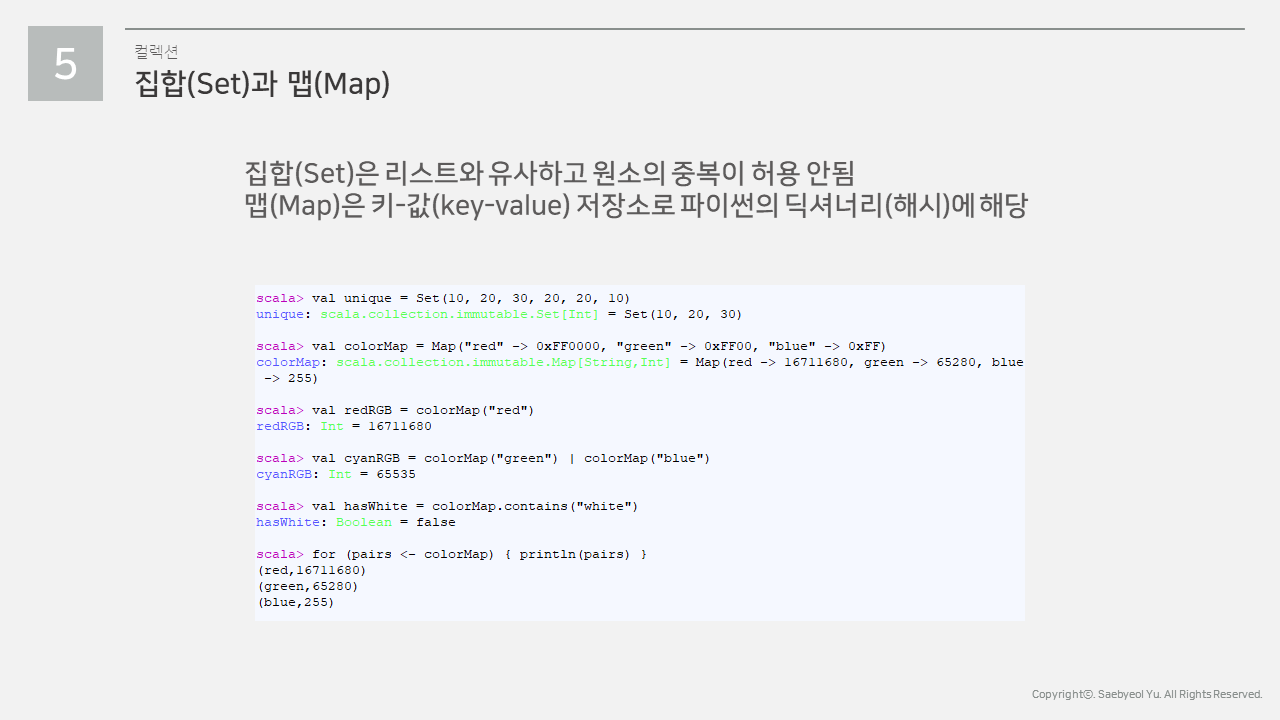 5
컬렉션
집합(Set)과 맵(Map)
집합(Set)은 리스트와 유사하고 원소의 중복이 허용 안됨
맵(Map)은 키-값(key-value) 저장소로 파이썬의 딕셔너리(해시)에 해당
scala> val unique = Set(10, 20, 30, 20, 20, 10)
unique: scala.collection.immutable.Set[Int] = Set(10, 20, 30)
scala> val colorMap = Map("red" -> 0xFF0000, "green" -> 0xFF00, "blue" -> 0xFF)
colorMap: scala.collection.immutable.Map[String,Int] = Map(red -> 16711680, green -> 65280, blue
-> 255)
scala> val redRGB = colorMap("red")
redRGB: Int = 16711680
scala> val cyanRGB = colorMap("green") | colorMap("blue")
cyanRGB: Int = 65535
scala> val hasWhite = colorMap.contains("white")
hasWhite: Boolean = false
scala> for (pairs <- colorMap) { println(pairs) }
(red,16711680)
(green,65280)
(blue,255)
Copyrightⓒ. Saebyeol Yu. All Rights Reserved.